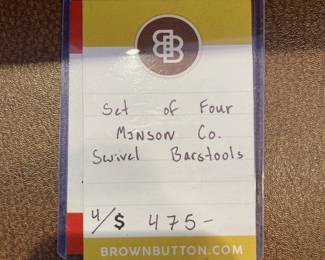 BB
Set of Four
MINSON Co.
Swivel Barstools
4/$ 475-
BROWNBUTTON.COM